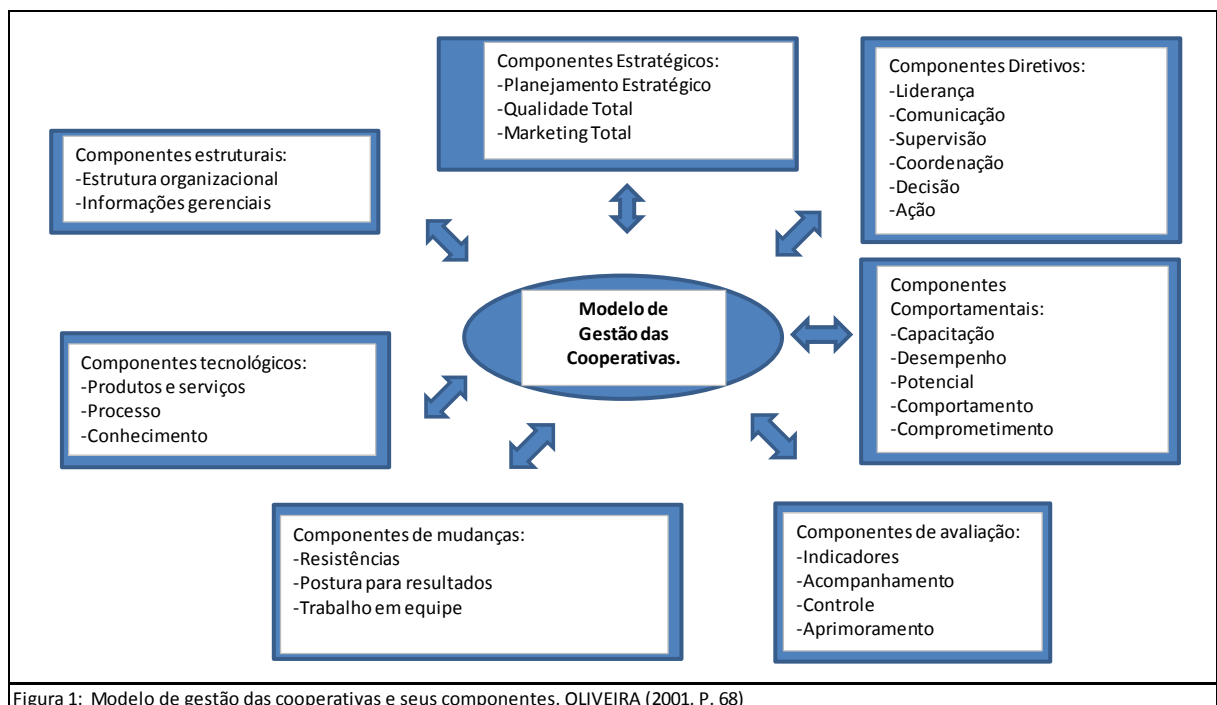 Componentes Estratégicos:
-Planejamento Estratégico
-Qualidade Total
-Marketing Total
Componentes Diretivos:
-Liderança
-Comunicação
-Supervisão
-Coordenação
-Decisão
-Ação
Componentes estruturais:
-Estrutura organizacional
-Informações gerenciais
Modelo de
Gestão das
Cooperativas.
Componentes
Comportamentais:
-Capacitação
-Desempenho
-Potencial
-Comportamento
-Comprometimento
Componentes tecnológicos:
-Produtos e serviços
-Processo
-Conhecimento
Componentes de mudanças:
-Resistências
-Postura para resultados
-Trabalho em equipe
Componentes de avaliação:
-Indicadores
-Acompanhamento
-Controle
-Aprimoramento
Figura 1: Modelo de gestão das cooperativas e seus componentes. OLIVEIRA (2001, P. 68)